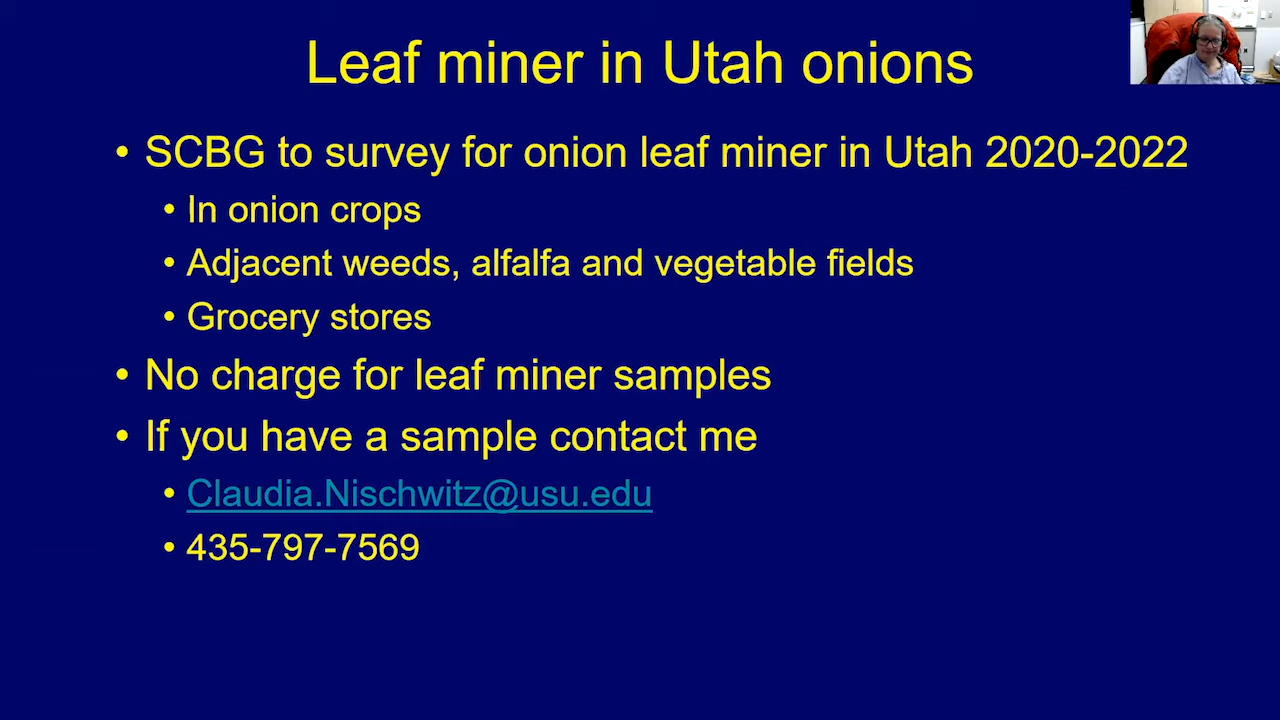 Leaf miner in Utah onions
• SCBG to survey for onion leaf miner in Utah 2020-2022
• In onion crops
• Adjacent weeds, alfalfa and vegetable fields
• Grocery stores
• No charge for leaf miner samples
• If you have a sample contact me
• Claudia.Nischwitz@usu.edu
• 435-797-7569